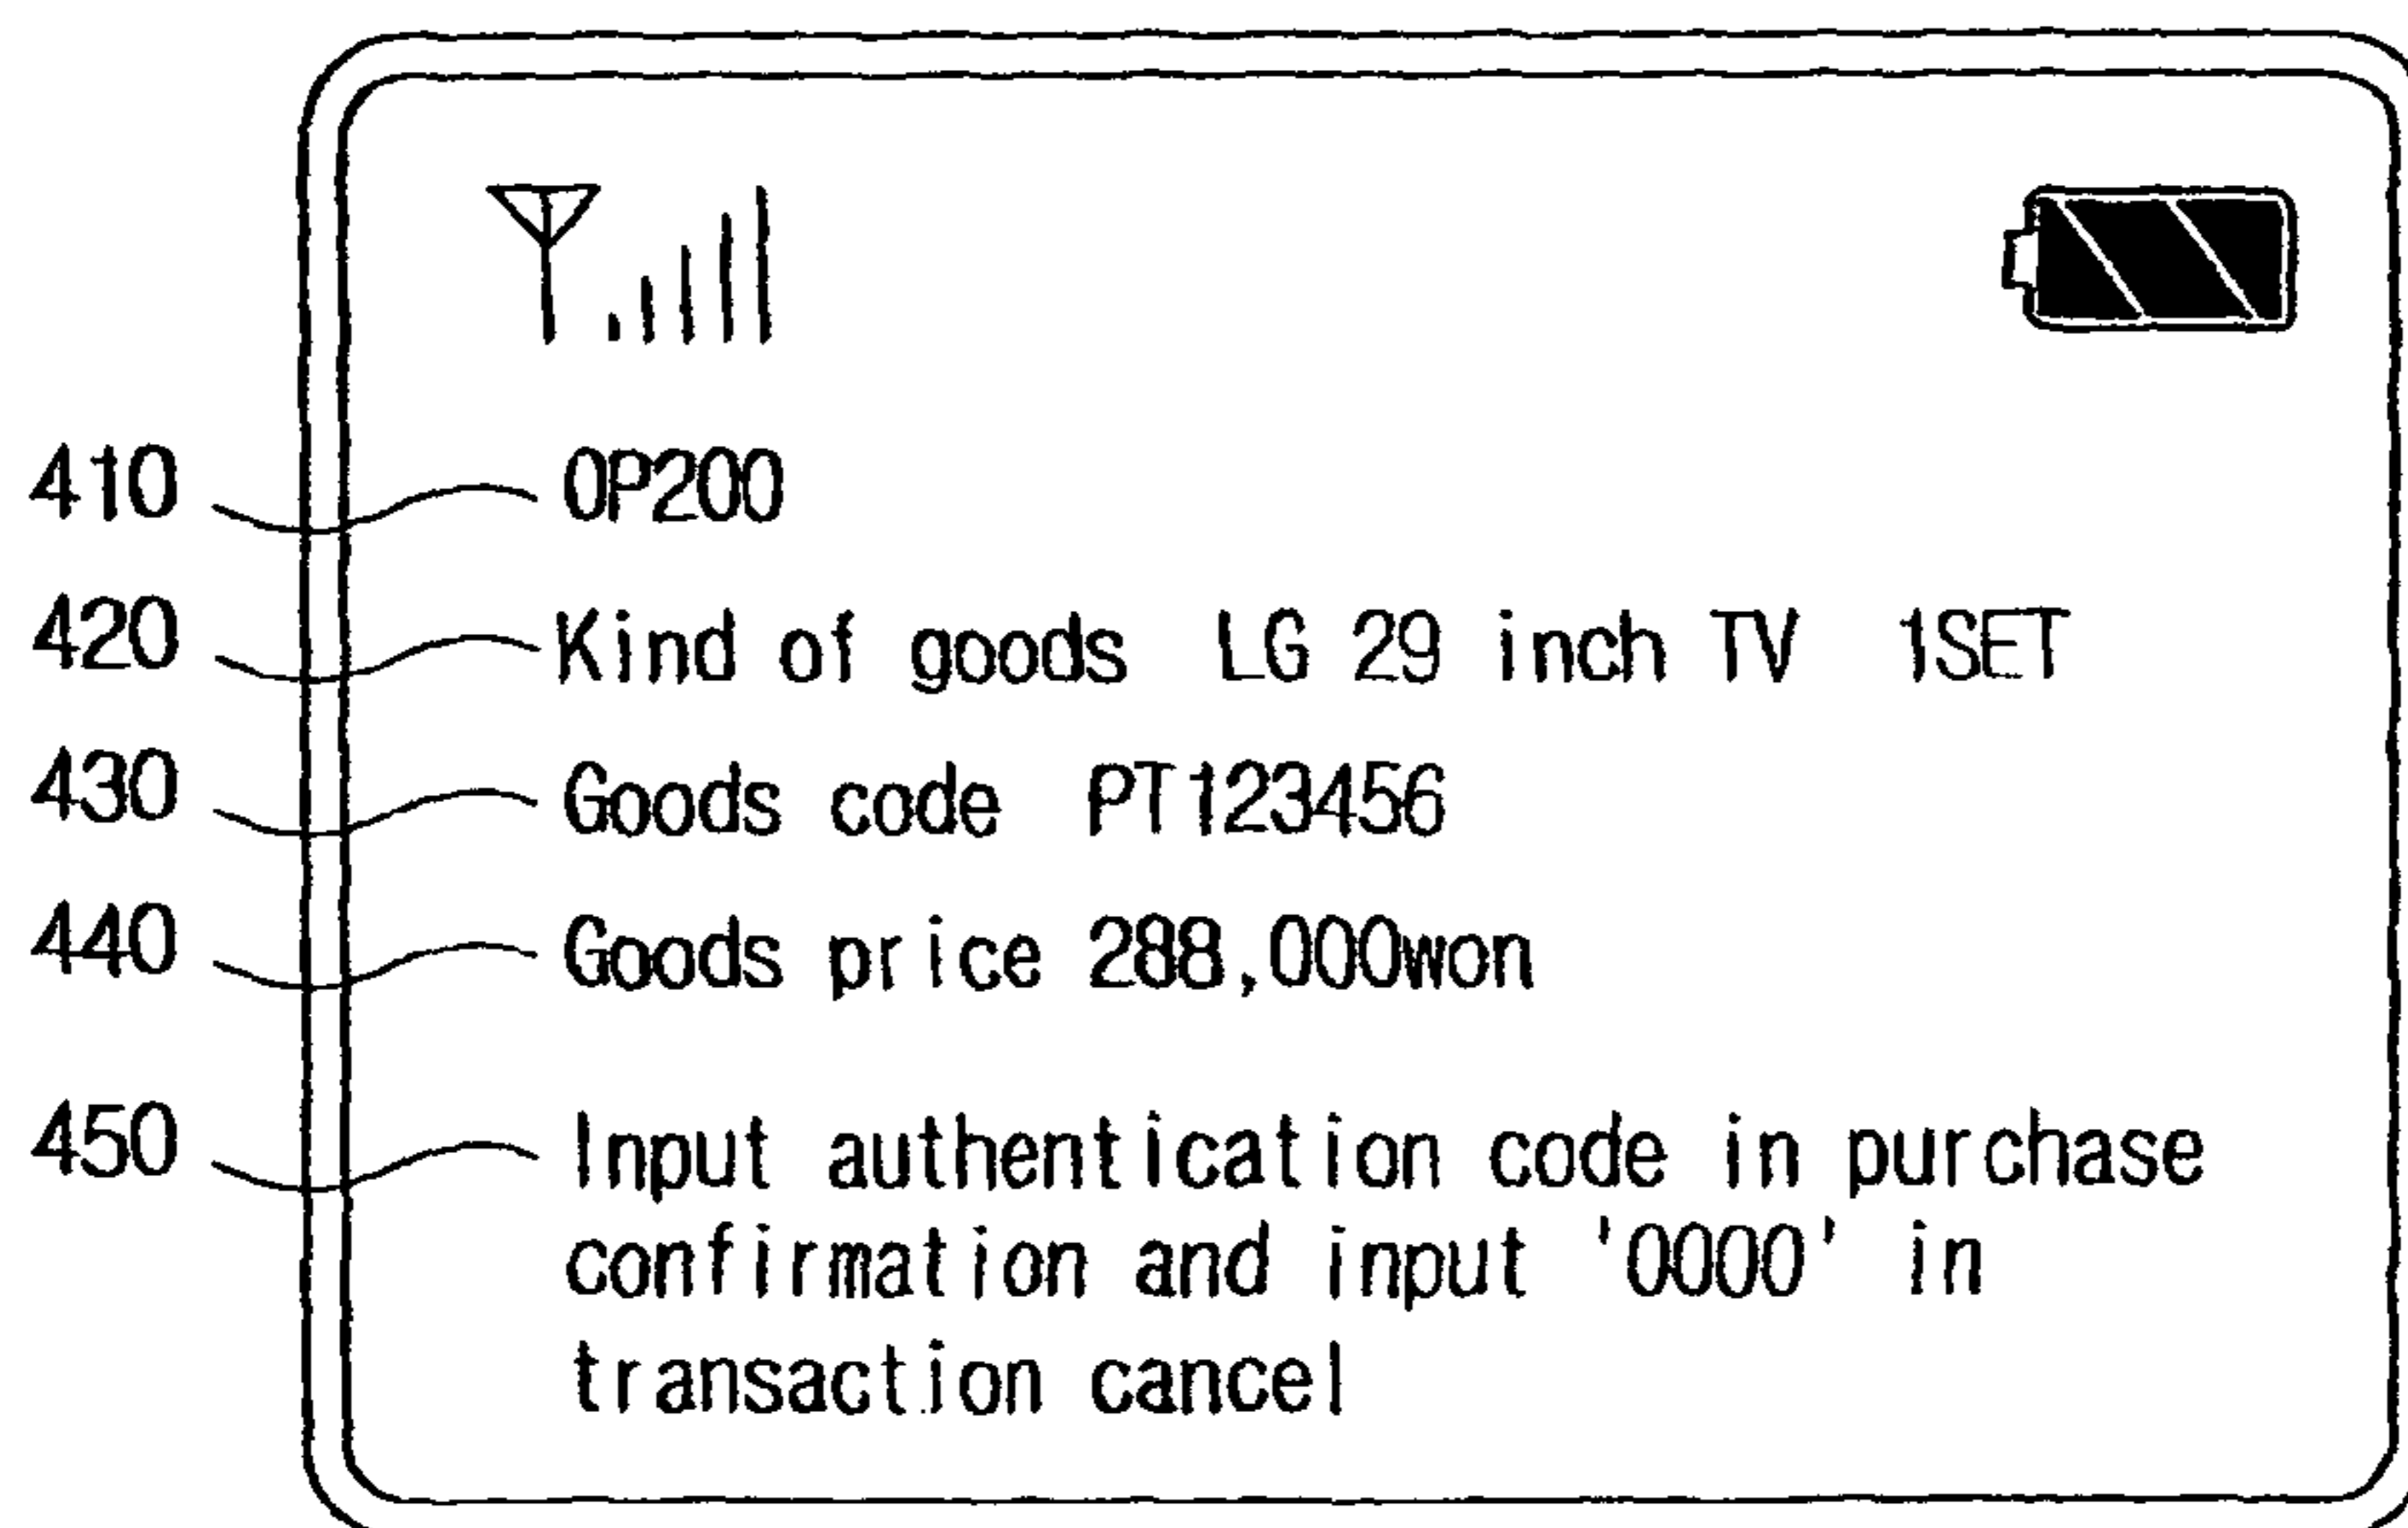 410 OP200
420 Kind of goods LG 29 inch TV 1SET
430 Goods code PT123456
440 Goods price 288,000won
450 Input authentication code in purchase
confirmation and input '0000' in
transaction cancel